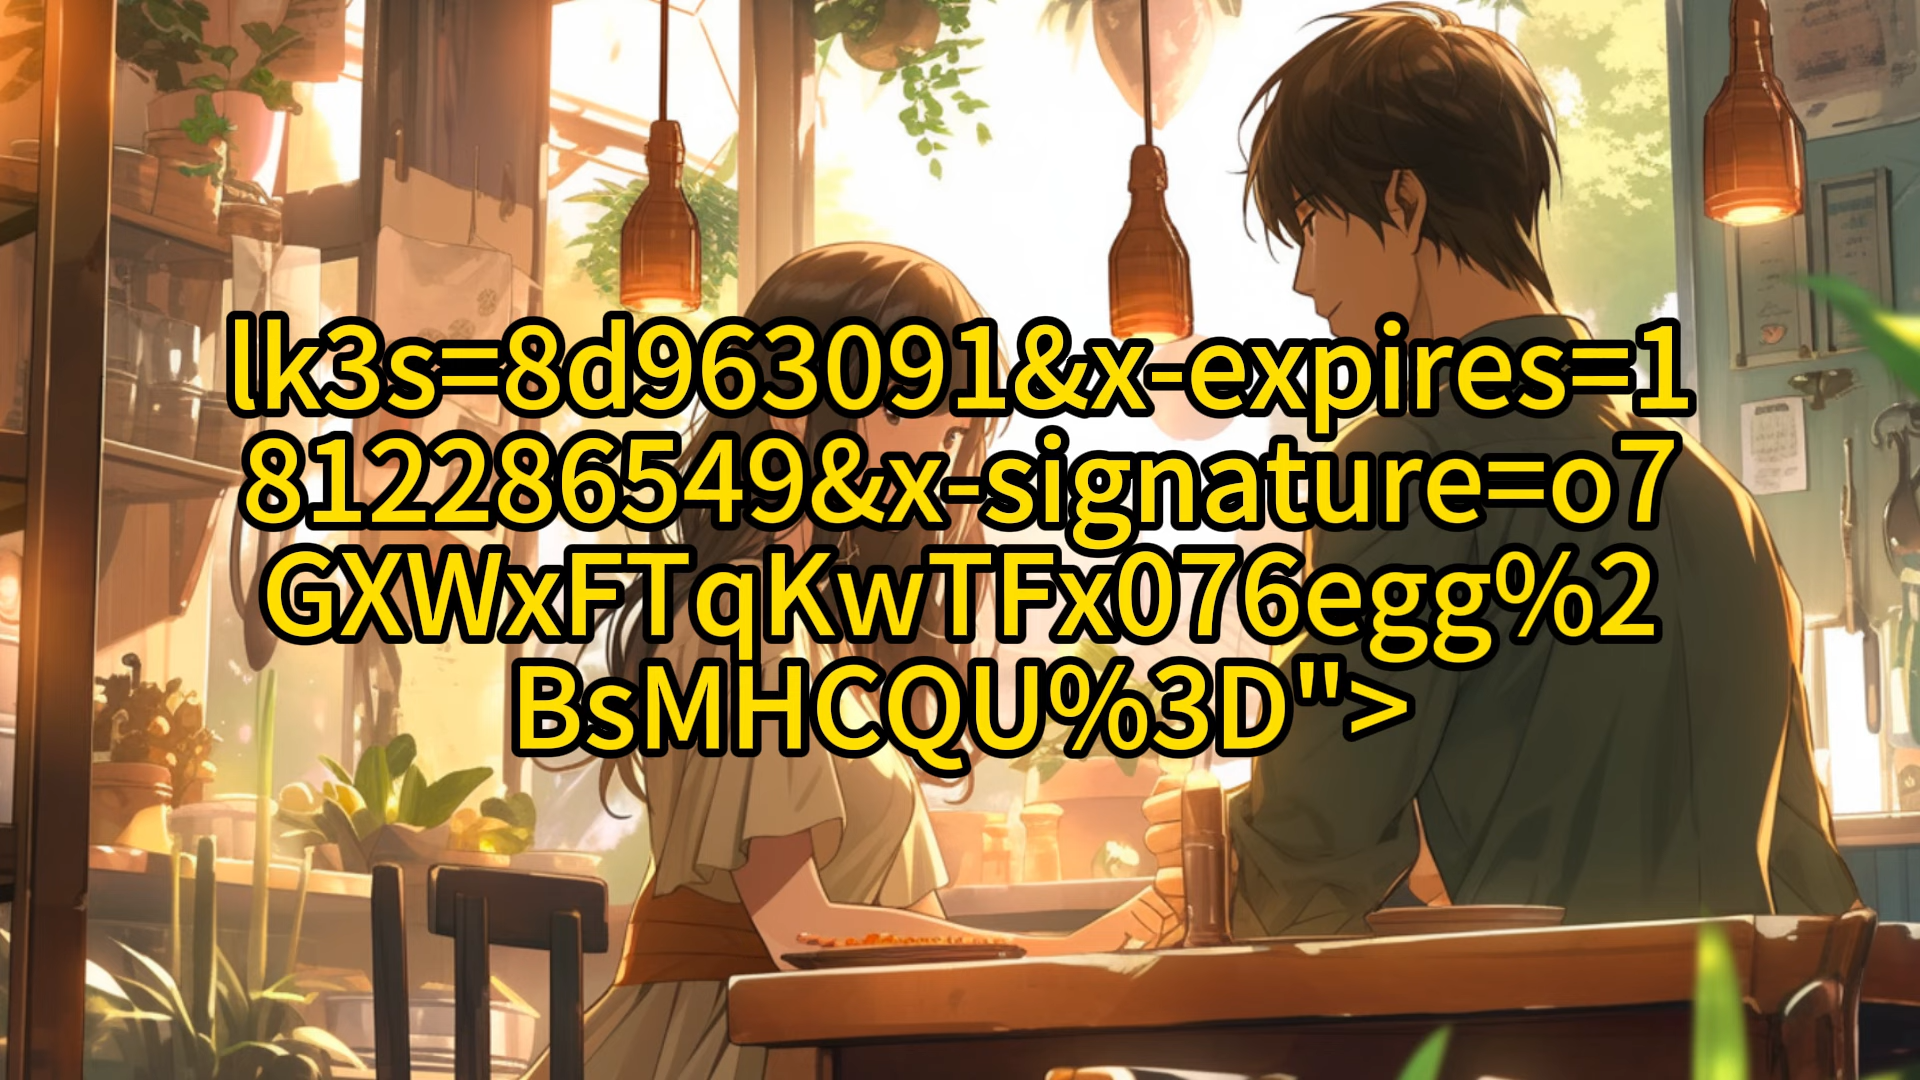 lk3s=8d963091&x-expires=1
812286549&x-signature=o7
GXWxFTqKwTFx076egg%2
BsMHCQU%3D">